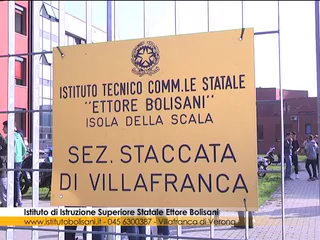 ISTITUTO TECNICO COMM.LE STATALE
"ETTORE BOLISANI"
ISOLA DELLA SCALA
SEZ. STACCATA
DI VILLAFRANCA
Istituto di Istruzione Superiore Statale Ettore Bolisani
www.istitutobolisani.it - 045 6300387 - Villafranca di Verona